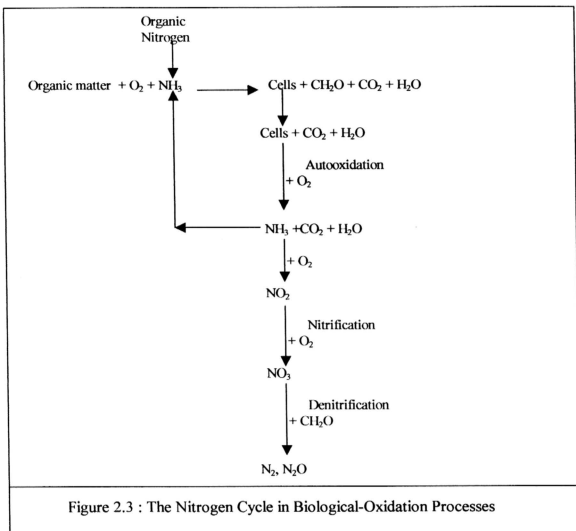 Organic
Nitrogen
Organic matter + O₂ + NH₃
Cells + CH₂O + CO₂ + H₂O
Cells + CO₂ + H₂O
Autooxidation
+ O₂
NH₃ +CO₂ + H₂O
+ O₂
NO₂
Nitrification
+ O₂
NO₃
Denitrification
+ CH₂O
N₂, N₂O
Figure 2.3 : The Nitrogen Cycle in Biological-Oxidation Processes